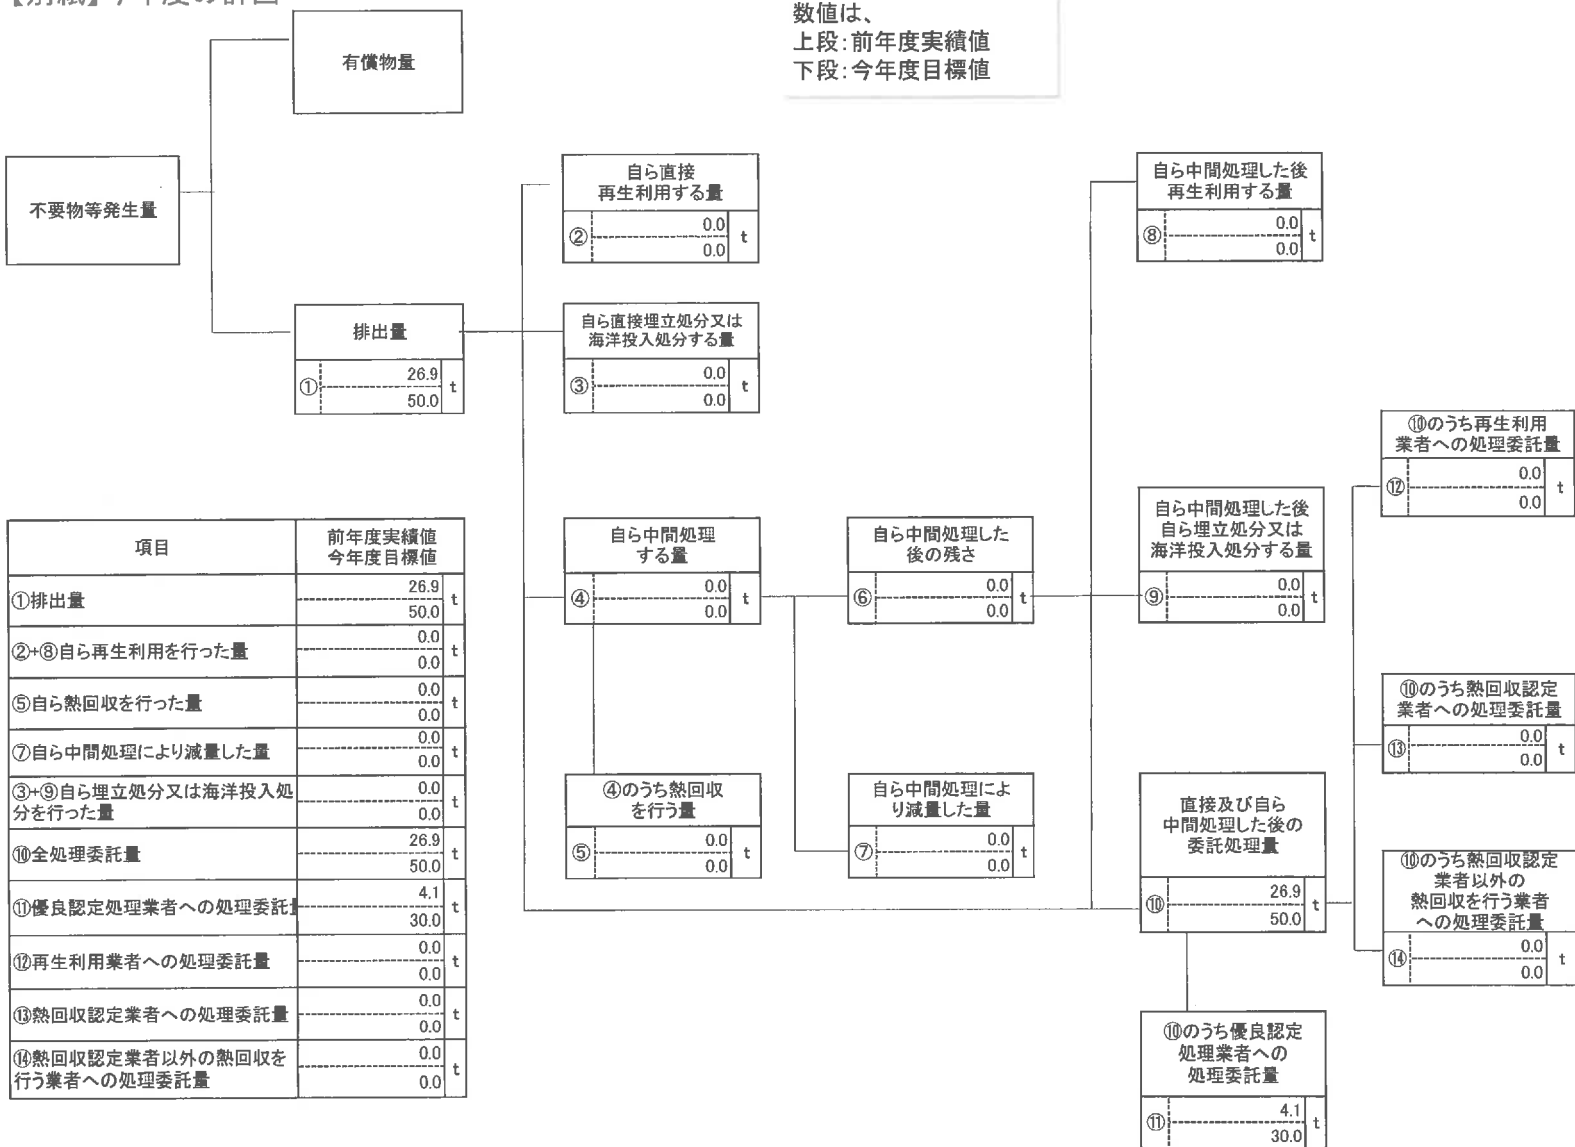 数値は、
上段:前年度実績値
下段:今年度目標値
有償物量
不要物等発生量
排出量
①
26.9
50.0
t
自ら直接
再生利用する量
②
0.0
0.0
t
自ら直接埋立処分又は
海洋投入処分する量
③
0.0
0.0
t
自ら中間処理
する量
④
0.0
0.0
t
④のうち熱回収
を行う量
⑤
0.0
0.0
t
自ら中間処理した
後の残さ
⑥
0.0
0.0
t
自ら中間処理によ
り減量した量
⑦
0.0
0.0
t
自ら中間処理した後
再生利用する量
⑧
0.0
0.0
t
自ら中間処理した後
自ら埋立処分又は
海洋投入処分する量
⑨
0.0
0.0
t
直接及び自ら
中間処理した後の
委託処理量
⑩
26.9
50.0
t
⑩のうち優良認定
処理業者への
処理委託量
⑪
4.1
30.0
t
⑩のうち再生利用
業者への処理委託量
⑫
0.0
0.0
t
⑩のうち熱回収認定
業者への処理委託量
⑬
0.0
0.0
t
⑩のうち熱回収認定
業者以外の
熱回収を行う業者
への処理委託量
⑭
0.0
0.0
t
項目
前年度実績値
今年度目標値
①排出量
26.9
50.0
t
②+⑧自ら再生利用を行った量
0.0
0.0
t
⑤自ら熱回収を行った量
0.0
0.0
t
⑦自ら中間処理により減量した量
0.0
0.0
t
③+⑨自ら埋立処分又は海洋投入処
分を行った量
0.0
0.0
t
⑩全処理委託量
26.9
50.0
t
⑪優良認定処理業者への処理委託
4.1
30.0
t
⑫再生利用業者への処理委託量
0.0
0.0
t
⑬熱回収認定業者への処理委託量
0.0
0.0
t
⑭熱回収認定業者以外の熱回収を
行う業者への処理委託量
0.0
0.0
t